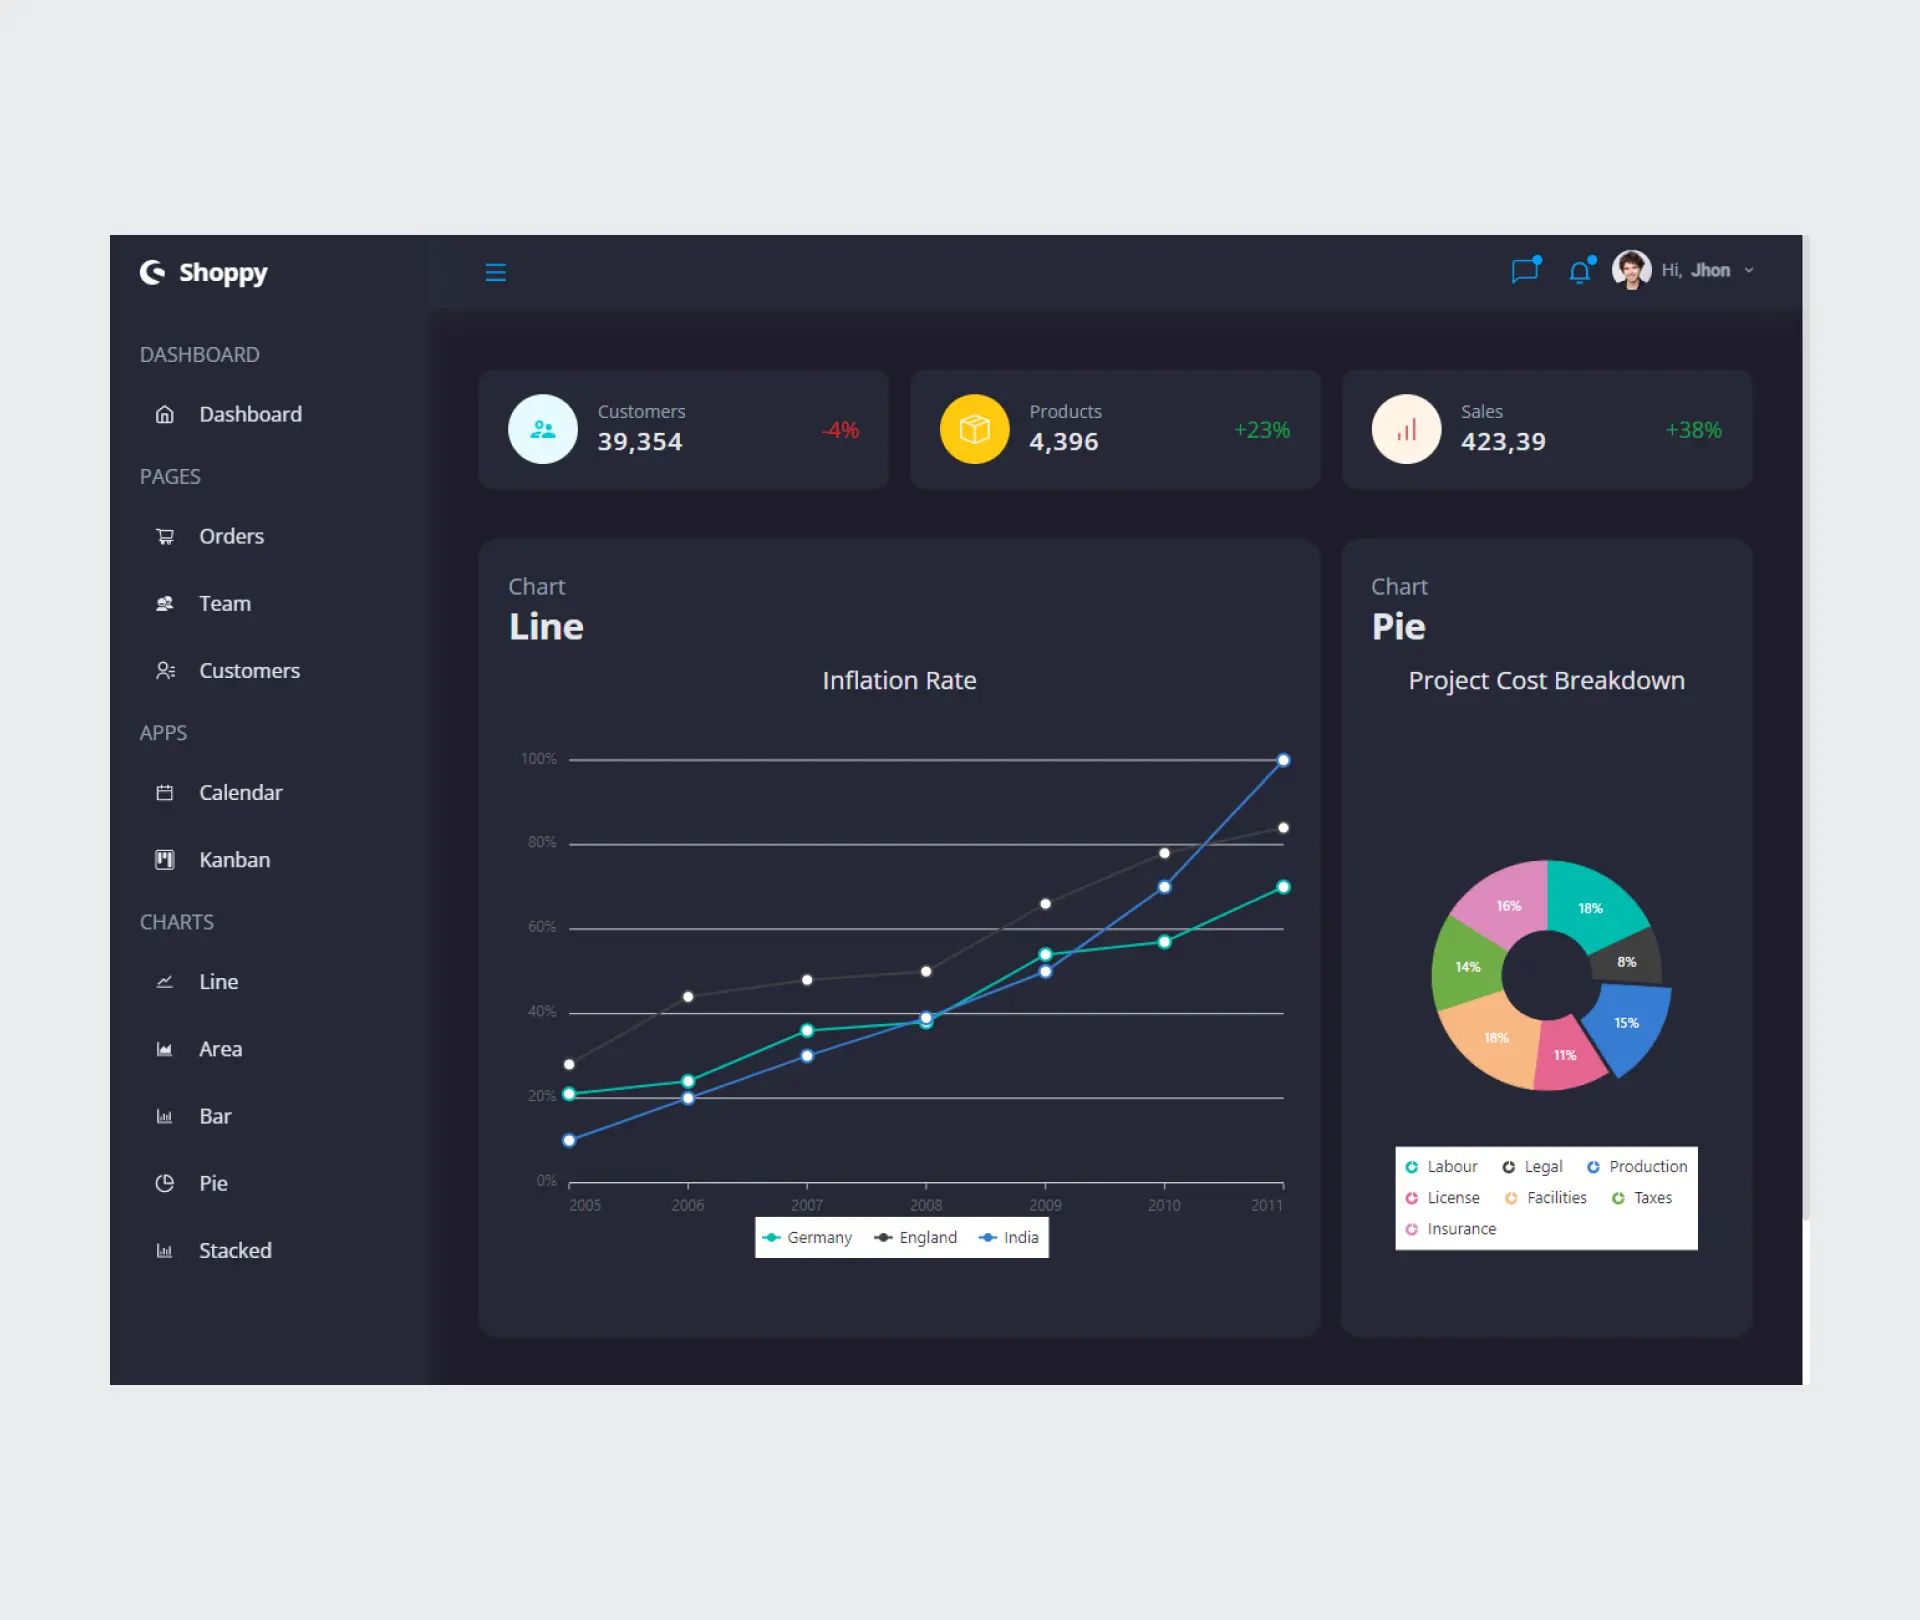 Shoppy
Hi, Jhon
DASHBOARD
Dashboard
PAGES
Orders
Team
Customers
APPS
Calendar
Kanban
CHARTS
Line
Area
Bar
Pie
Stacked
Customers
39,354
-4%
Products
4,396
+23%
Sales
423,39
+38%
Chart
Line
Inflation Rate
100%
80%
60%
40%
20%
0%
2005 2006 2007 2008 2009 2010 2011
Germany England India
Chart
Pie
Project Cost Breakdown
16% 18%
8%
14%
15%
18%
11%
Labour Legal Production
License Facilities Taxes
Insurance